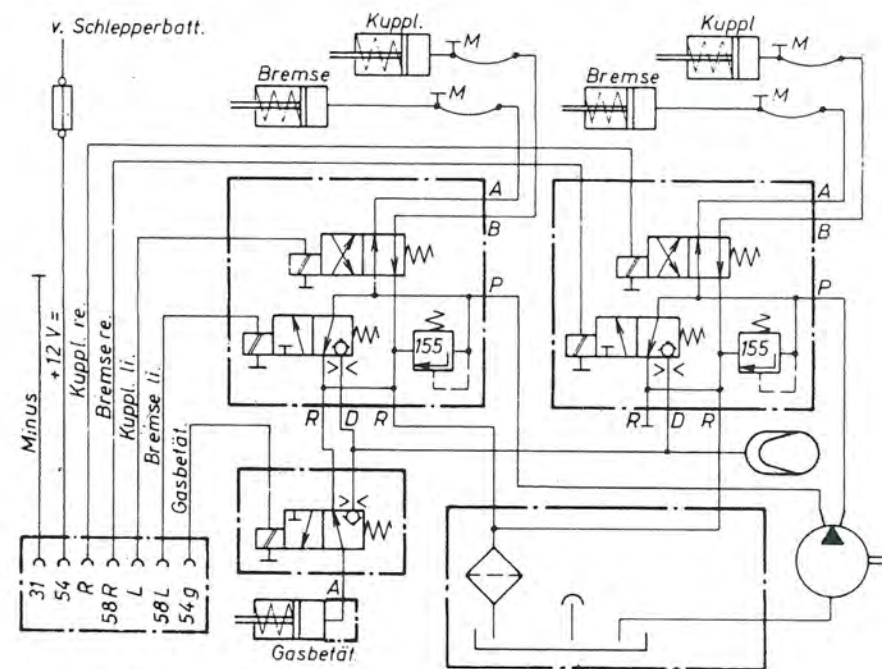 v. Schlepperbatt.
Kuppl.
M
Bremse
M
Kuppl
M
Bremse
M
A
B
P
155
R D R
A
B
P
155
R D R
Minus
+12 V =
Kuppl. re.
Bremse re.
Kuppl. li.
Bremse li.
Gasbetät.
31
54
R
58R
L
58L
54g
A
Gasbetät.